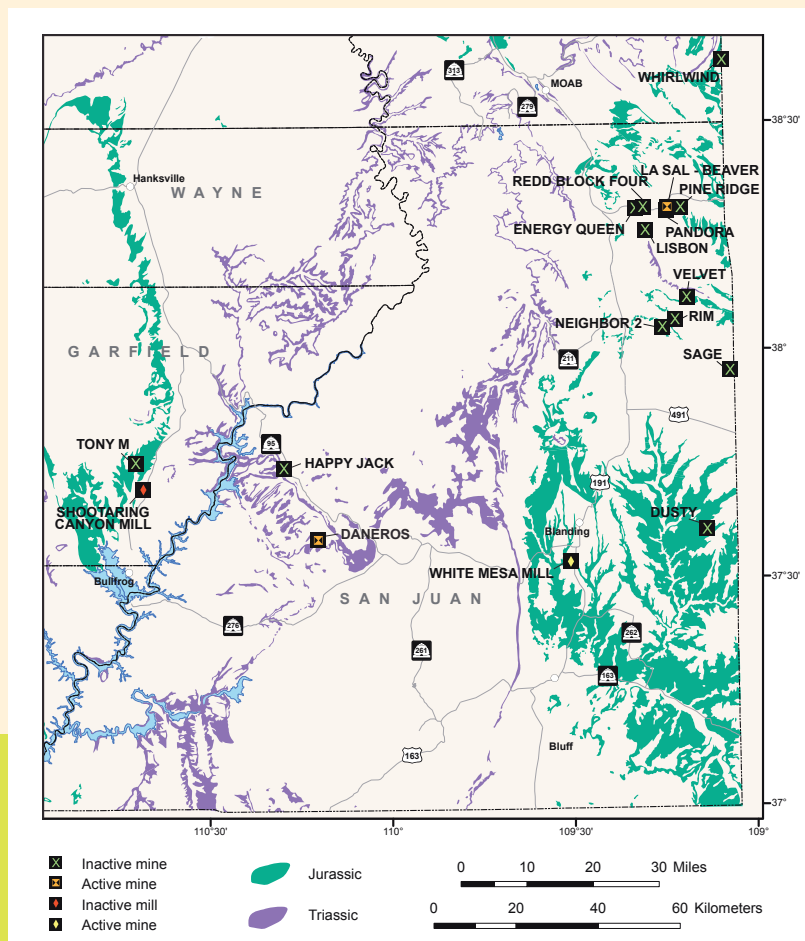 WHIRLWIND
313
MOAB
279
38°30'
Hanksville
WAYNE
LA SAL - BEAVER
REDD BLOCK FOUR
PINE RIDGE
ENERGY QUEEN
PANDORA
LISBON
VELVET
RIM
NEIGHBOR 2
GARFIELD
38°
211
SAGE
491
TONY M
95
HAPPY JACK
191
SHOOTARING
CANYON MILL
DUSTY
DANEROS
Blanding
WHITE MESA MILL
37°30'
Bullfrog
SAN JUAN
276
262
261
163
Bluff
163
37°
110°30'
110°
109°30'
109°
Inactive mine
Active mine
Inactive mill
Active mine
Jurassic
Triassic
0 10 20 30 Miles
0 20 40 60 Kilometers